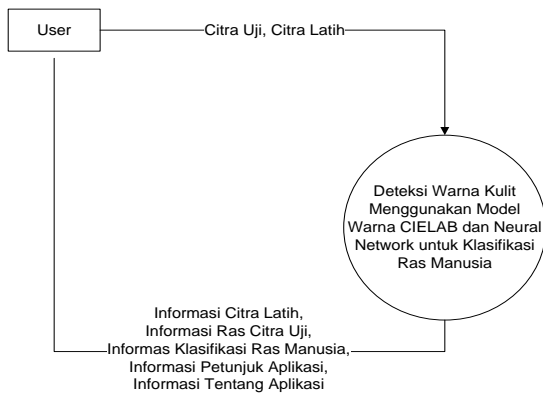 User
Citra Uji, Citra Latih
Deteksi Warna Kulit
Menggunakan Model
Warna CIELAB dan Neural
Network untuk Klasifikasi
Ras Manusia
Informasi Citra Latih,
Informasi Ras Citra Uji,
Informas Klasifikasi Ras Manusia,
Informasi Petunjuk Aplikasi,
Informasi Tentang Aplikasi